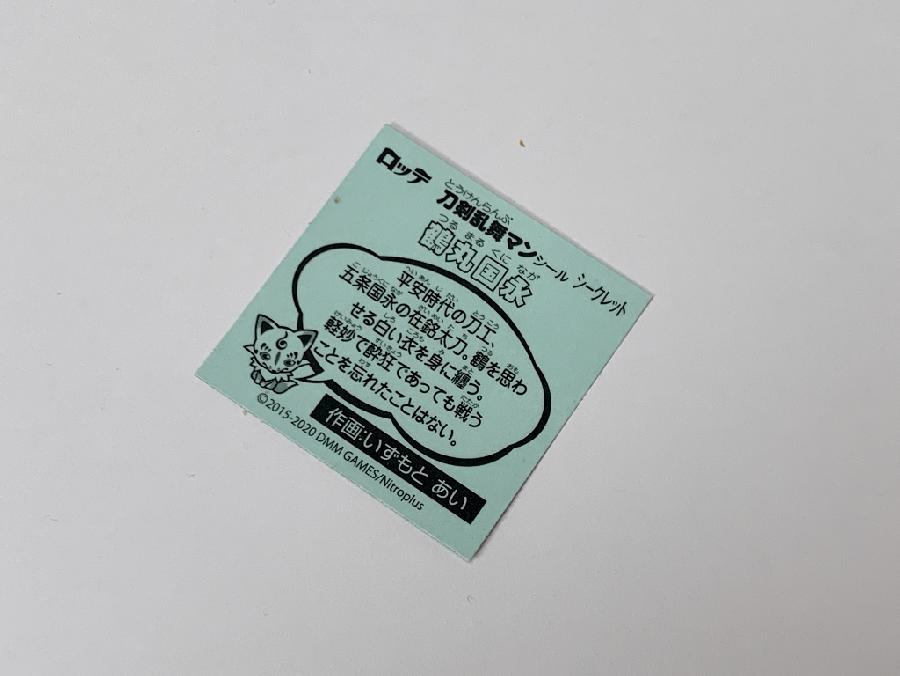 ロッテ 刀剣乱舞マンシール シークレット
とうけんらんぶ
つる まる くに なが
鶴丸国永
平安時代の刀工、
五条国永の在銘太刀。鶴を思わ
せる白い衣を身に纏う。
軽妙で酔狂であっても戦う
ことを忘れたことはない。
作画:いずもと あい
©2015-2020 DMM GAMES/Nitroplus